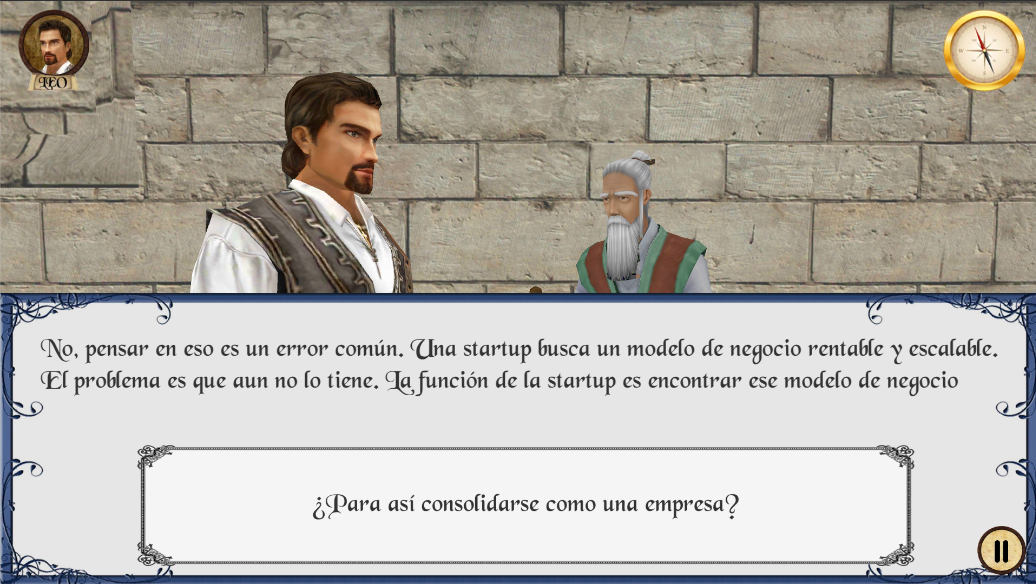 LEO
No, pensar en eso es un error común. Una startup busca un modelo de negocio rentable y escalable.
El problema es que aun no lo tiene. La función de la startup es encontrar ese modelo de negocio
¿Para así consolidarse como una empresa?